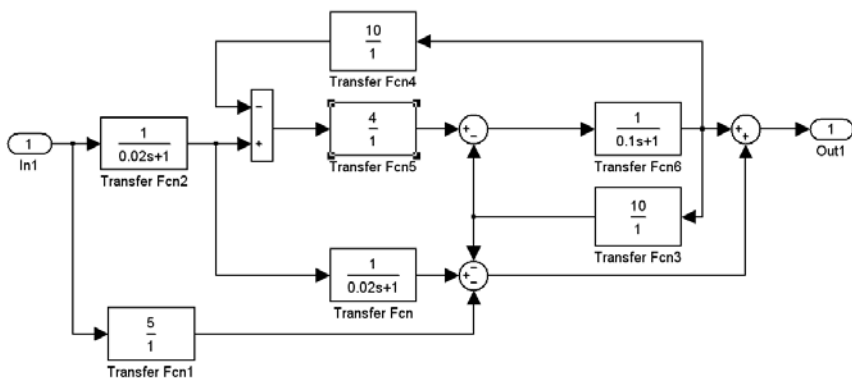 10
1
Transfer Fcn4
−
+
4
1
Transfer Fcn5
+
−
1
0.1s+1
Transfer Fcn6
+
+
1
Out1
1
In1
1
0.02s+1
Transfer Fcn2
10
1
Transfer Fcn3
1
0.02s+1
Transfer Fcn
−
+
−
5
1
Transfer Fcn1